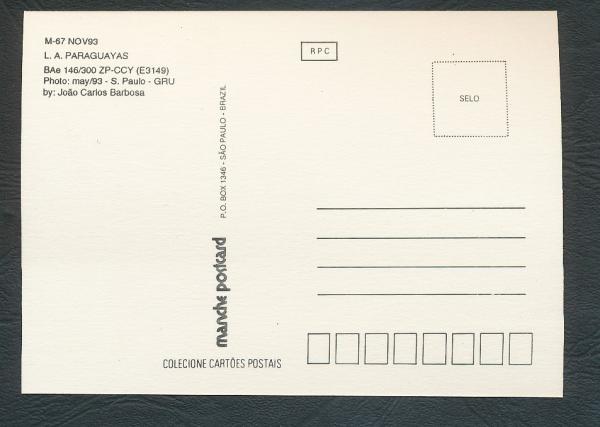 M-67 NOV93
L. A. PARAGUAYAS
BAe 146/300 ZP-CCY (E3149)
Photo: may/93 - S. Paulo - GRU
by: João Carlos Barbosa
RPC
SELO
P.O. BOX 1346 - SÃO PAULO - BRAZIL
manche postcard
COLECIONE CARTÕES POSTAIS